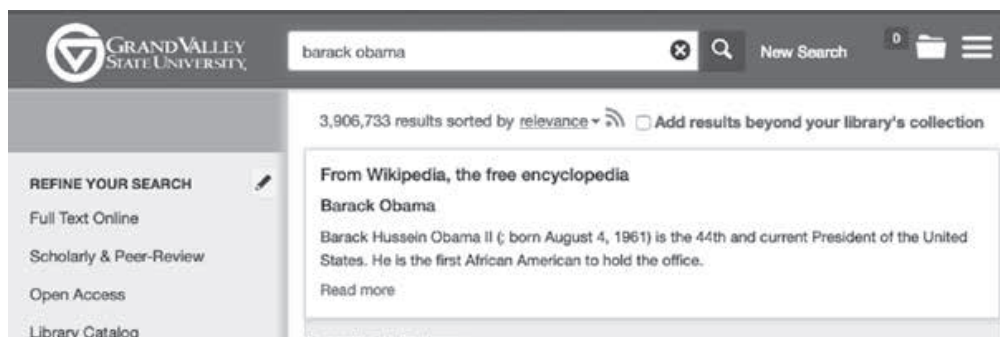 GRAND VALLEY
STATE UNIVERSITY
barack obama
New Search
0
3,906,733 results sorted by relevance
Add results beyond your library's collection
REFINE YOUR SEARCH
Full Text Online
Scholarly & Peer-Review
Open Access
Library Catalog
From Wikipedia, the free encyclopedia
Barack Obama
Barack Hussein Obama II (; born August 4, 1961) is the 44th and current President of the United
States. He is the first African American to hold the office.
Read more